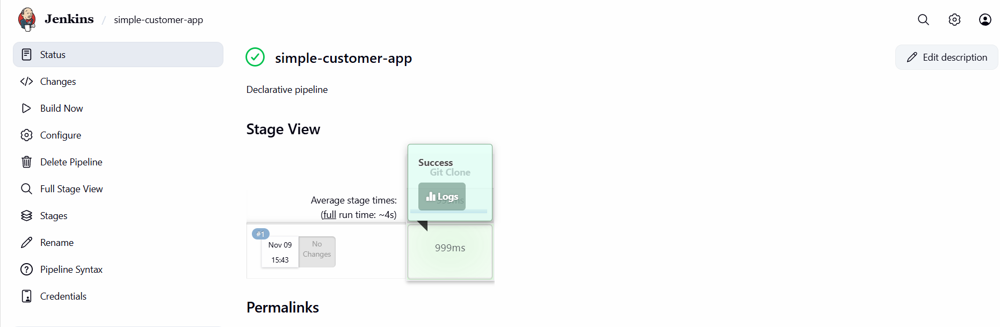 Jenkins / simple-customer-app
Status
Changes
Build Now
Configure
Delete Pipeline
Full Stage View
Stages
Rename
Pipeline Syntax
Credentials
simple-customer-app
Edit description
Declarative pipeline
Stage View
Success
Git Clone
Logs
Average stage times:
(full run time: ~4s)
#1
Nov 09
15:43
No
Changes
999ms
Permalinks